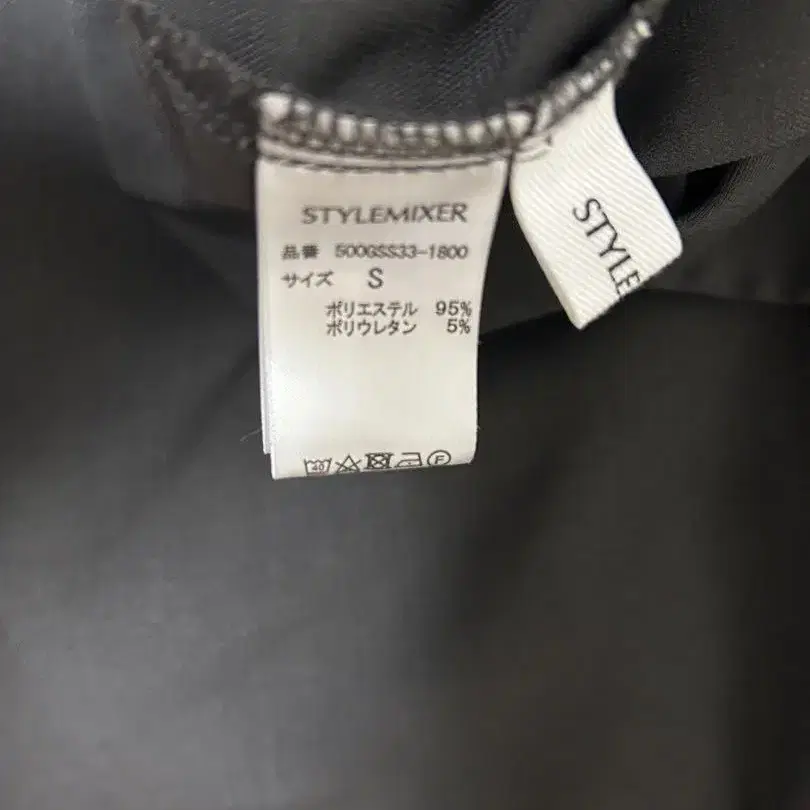 STYLEMIXER
品番 500GSS33-1800
サイズ S
ポリエステル 95%
ポリウレタン 5%
40
F
STYLE